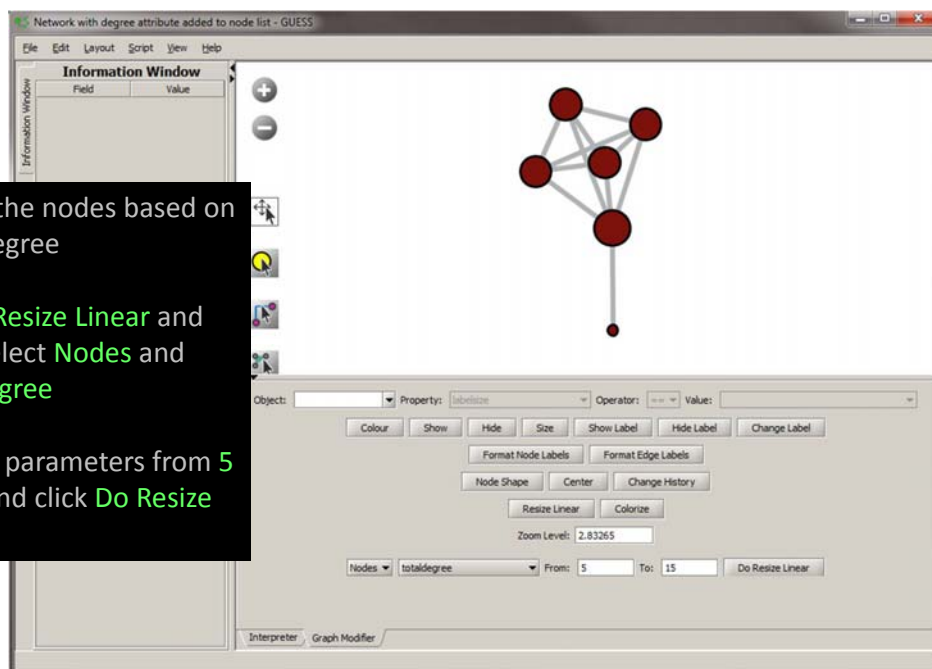 Network with degree attribute added to node list - GUESS
File Edit Layout Script View Help
Information Window
Field Value
Information Window
the nodes based on
egree
Resize Linear and
lect Nodes and
gree
parameters from 5
nd click Do Resize
Object: Property: labelsize Operator: == Value:
Colour Show Hide Size Show Label Hide Label Change Label
Format Node Labels Format Edge Labels
Node Shape Center Change History
Resize Linear Colorize
Zoom Level: 2.83265
Nodes totaldegree From: 5 To: 15 Do Resize Linear
Interpreter Graph Modifier